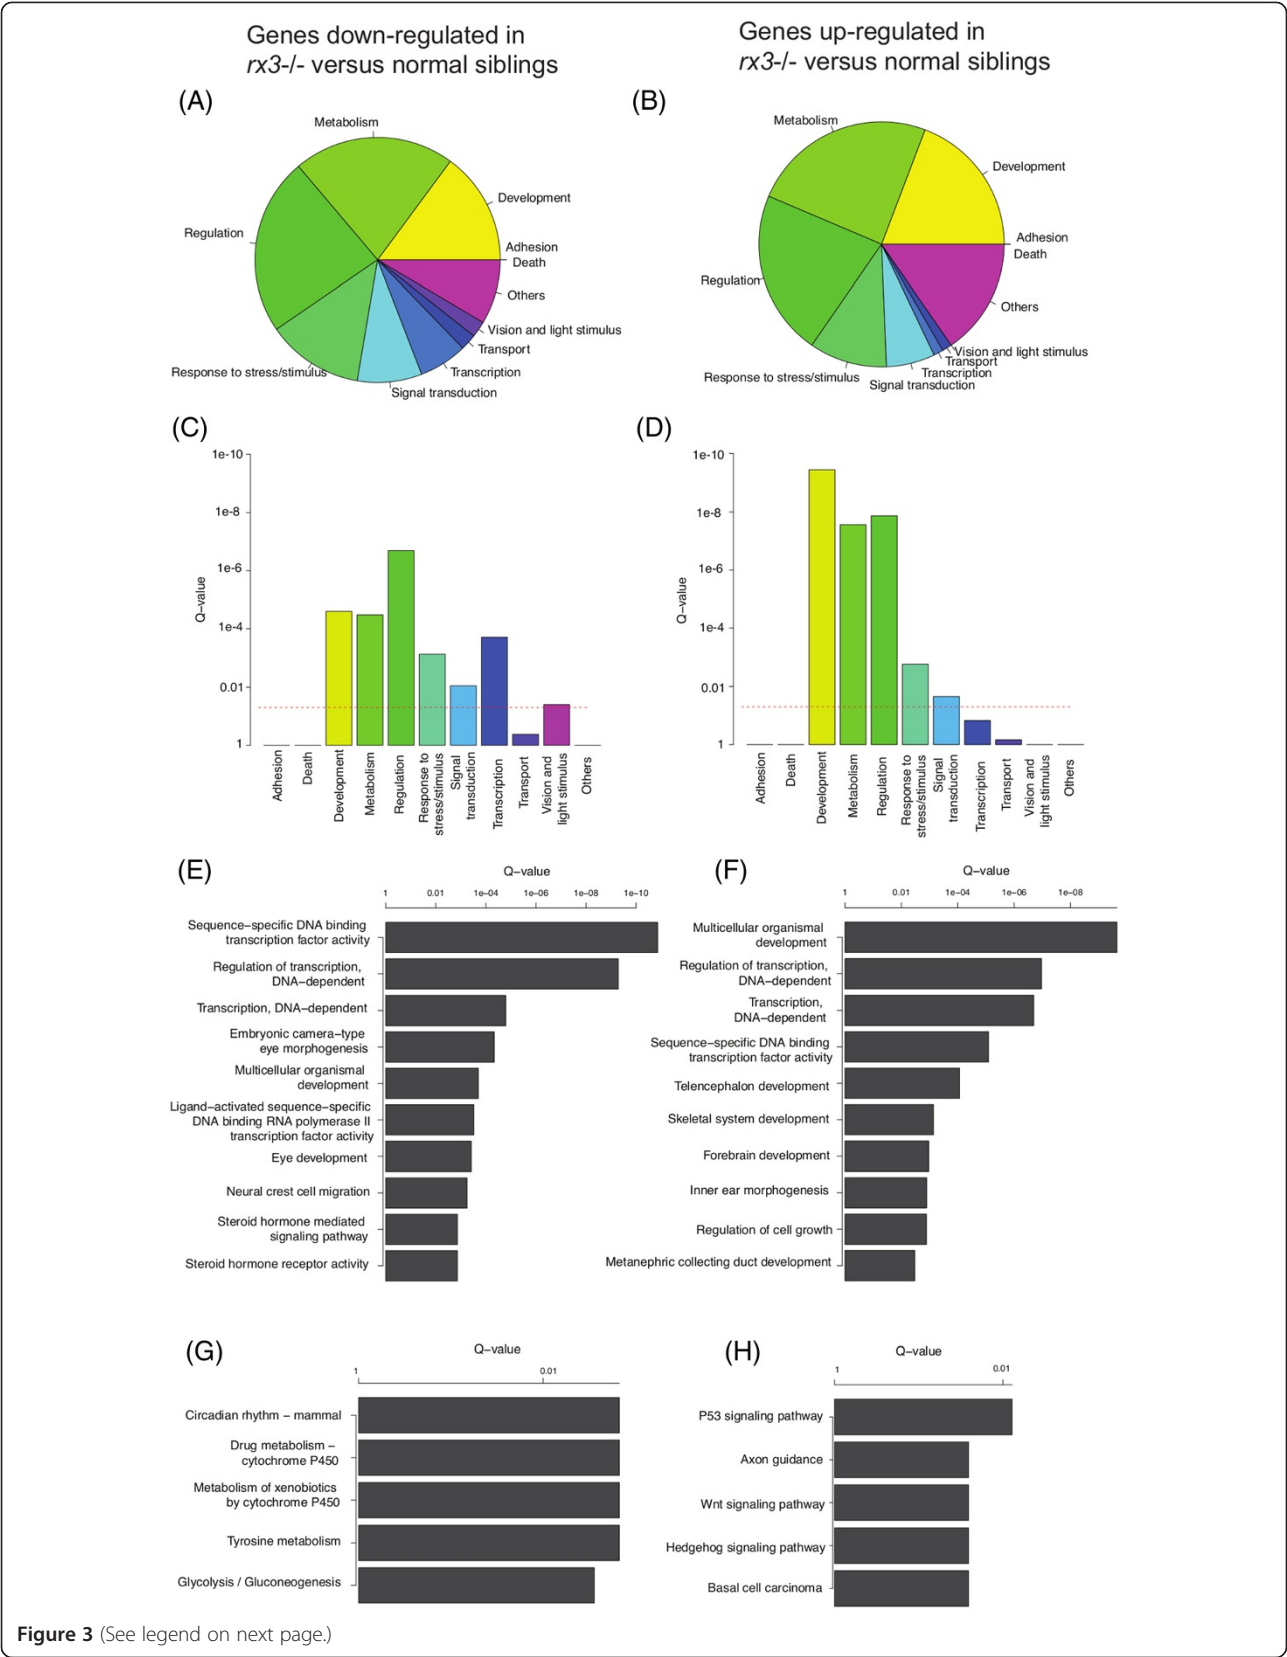 Genes down-regulated in
rx3-/- versus normal siblings
Genes up-regulated in
rx3-/- versus normal siblings
(A)
Metabolism
Development
Regulation
Adhesion
Death
Others
Vision and light stimulus
Transport
Response to stress/stimulus
Transcription
Signal transduction
(B)
Metabolism
Development
Adhesion
Death
Regulation
Others
Vision and light stimulus
Transport
Transcription
Response to stress/stimulus
Signal transduction
(C)
Q–value
1e-10
1e-8
1e-6
1e-4
0.01
1
Adhesion
Death
Development
Metabolism
Regulation
Response to
stress/stimulus
Signal
transduction
Transcription
Transport
Vision and
light stimulus
Others
(D)
Q–value
1e-10
1e-8
1e-6
1e-4
0.01
1
Adhesion
Death
Development
Metabolism
Regulation
Response to
stress/stimulus
Signal
transduction
Transcription
Transport
Vision and
light stimulus
Others
(E)
Q–value
1 0.01 1e–04 1e–06 1e–08 1e–10
Sequence–specific DNA binding
transcription factor activity
Regulation of transcription,
DNA–dependent
Transcription, DNA–dependent
Embryonic camera–type
eye morphogenesis
Multicellular organismal
development
Ligand–activated sequence–specific
DNA binding RNA polymerase II
transcription factor activity
Eye development
Neural crest cell migration
Steroid hormone mediated
signaling pathway
Steroid hormone receptor activity
(F)
Q–value
1 0.01 1e–04 1e–06 1e–08
Multicellular organismal
development
Regulation of transcription,
DNA–dependent
Transcription,
DNA–dependent
Sequence–specific DNA binding
transcription factor activity
Telencephalon development
Skeletal system development
Forebrain development
Inner ear morphogenesis
Regulation of cell growth
Metanephric collecting duct development
(G)
Q–value
1 0.01
Circadian rhythm – mammal
Drug metabolism –
cytochrome P450
Metabolism of xenobiotics
by cytochrome P450
Tyrosine metabolism
Glycolysis / Gluconeogenesis
(H)
Q–value
1 0.01
P53 signaling pathway
Axon guidance
Wnt signaling pathway
Hedgehog signaling pathway
Basal cell carcinoma
Figure 3 (See legend on next page.)